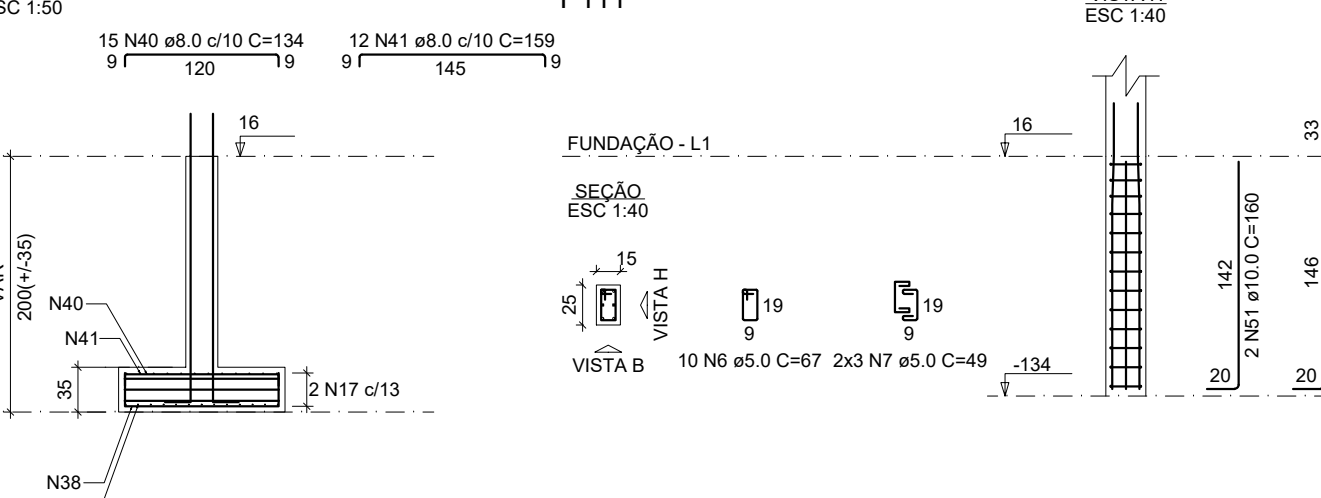 ESC 1:50
ESC 1:40
15 N40 ø8.0 c/10 C=134
9
120
9
12 N41 ø8.0 c/10 C=159
9
145
9
16
200(+/-35)
N40
N41
35
2 N17 c/13
N38
FUNDAÇÃO - L1
SEÇÃO
ESC 1:40
15
25
VISTA H
VISTA B
19
9
10 N6 ø5.0 C=67
19
9
2x3 N7 ø5.0 C=49
16
-134
142
2 N51 ø10.0 C=160
20
33
146
20